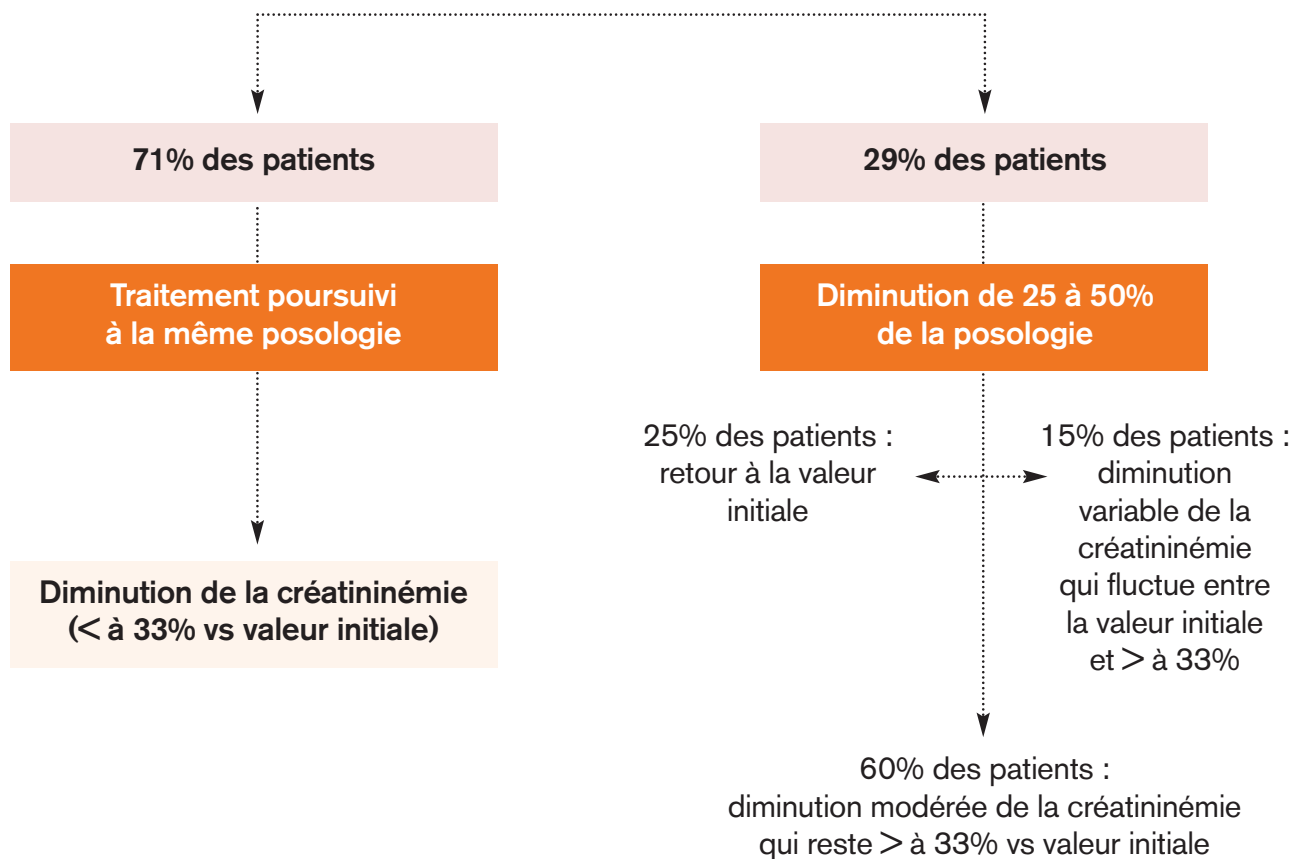 71% des patients
29% des patients
Traitement poursuivi
à la même posologie
Diminution de 25 à 50%
de la posologie
25% des patients :
retour à la valeur
initiale
15% des patients :
diminution
variable de la
créatininémie
qui fluctue entre
la valeur initiale
et > à 33%
Diminution de la créatininémie
(< à 33% vs valeur initiale)
60% des patients :
diminution modérée de la créatininémie
qui reste > à 33% vs valeur initiale